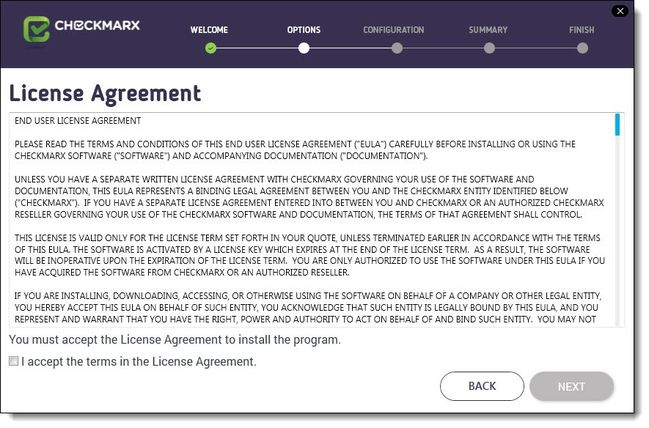 CHECKMARX
WELCOME
OPTIONS
CONFIGURATION
SUMMARY
FINISH
License Agreement
END USER LICENSE AGREEMENT
PLEASE READ THE TERMS AND CONDITIONS OF THIS END USER LICENSE AGREEMENT ("EULA") CAREFULLY BEFORE INSTALLING OR USING THE
CHECKMARX SOFTWARE ("SOFTWARE") AND ACCOMPANYING DOCUMENTATION ("DOCUMENTATION").
UNLESS YOU HAVE A SEPARATE WRITTEN LICENSE AGREEMENT WITH CHECKMARX GOVERNING YOUR USE OF THE SOFTWARE AND
DOCUMENTATION, THIS EULA REPRESENTS A BINDING LEGAL AGREEMENT BETWEEN YOU AND THE CHECKMARX ENTITY IDENTIFIED BELOW
("CHECKMARX"). IF YOU HAVE A SEPARATE LICENSE AGREEMENT ENTERED INTO BETWEEN YOU AND CHECKMARX OR AN AUTHORIZED CHECKMARX
RESELLER GOVERNING YOUR USE OF THE CHECKMARX SOFTWARE AND DOCUMENTATION, THE TERMS OF THAT AGREEMENT SHALL CONTROL.
THIS LICENSE IS VALID ONLY FOR THE LICENSE TERM SET FORTH IN YOUR QUOTE, UNLESS TERMINATED EARLIER IN ACCORDANCE WITH THE TERMS
OF THIS EULA. THE SOFTWARE IS ACTIVATED BY A LICENSE KEY WHICH EXPIRES AT THE END OF THE LICENSE TERM. AS A RESULT, THE SOFTWARE
WILL BE INOPERATIVE UPON THE EXPIRATION OF THE LICENSE TERM. YOU ARE ONLY AUTHORIZED TO USE THE SOFTWARE UNDER THIS EULA IF YOU
HAVE ACQUIRED THE SOFTWARE FROM CHECKMARX OR AN AUTHORIZED RESELLER.
IF YOU ARE INSTALLING, DOWNLOADING, ACCESSING, OR OTHERWISE USING THE SOFTWARE ON BEHALF OF A COMPANY OR OTHER LEGAL ENTITY,
YOU HEREBY ACCEPT THIS EULA ON BEHALF OF SUCH ENTITY, YOU ACKNOWLEDGE THAT SUCH ENTITY IS LEGALLY BOUND BY THIS EULA, AND YOU
REPRESENT AND WARRANT THAT YOU HAVE THE RIGHT, POWER AND AUTHORITY TO ACT ON BEHALF OF AND BIND SUCH ENTITY. YOU MAY NOT
You must accept the License Agreement to install the program.
I accept the terms in the License Agreement.
BACK
NEXT